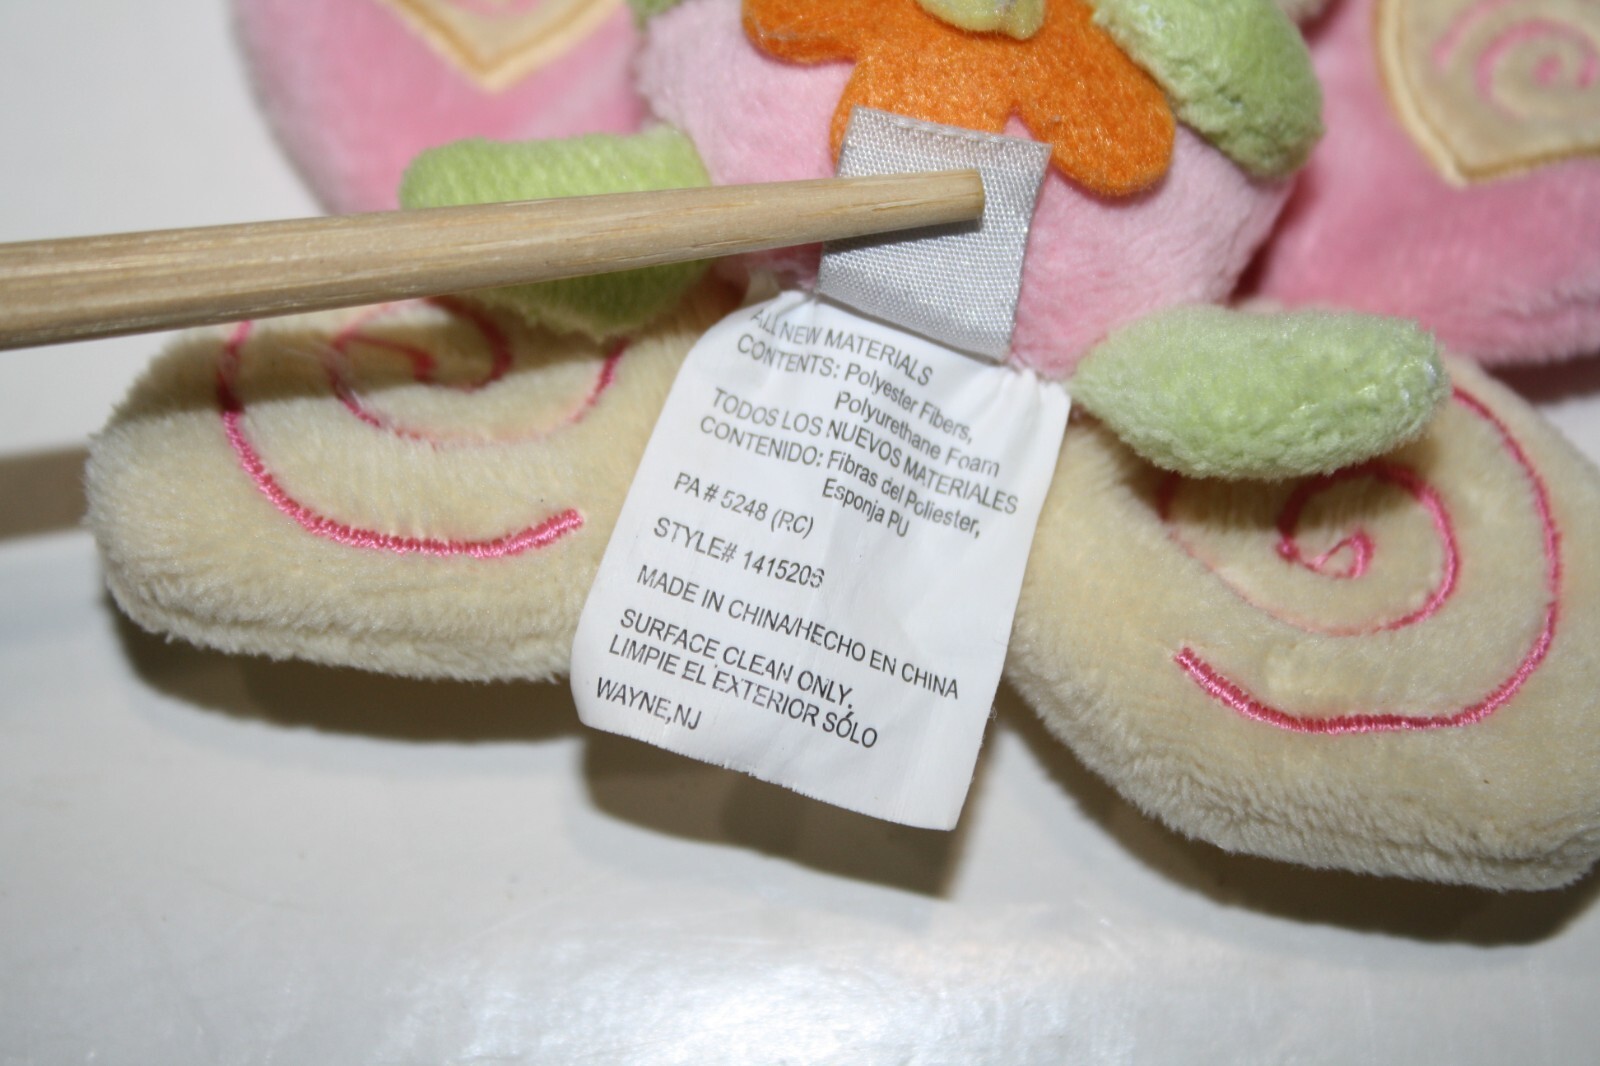 ALL NEW MATERIALS
CONTENTS: Polyester Fibers,
Polyurethane Foam
TODOS LOS NUEVOS MATERIALES
CONTENIDO: Fibras del Poliester,
Esponja PU
PA # 5248 (RC)
STYLE# 1415206
MADE IN CHINA/HECHO EN CHINA
SURFACE CLEAN ONLY.
LIMPIE EL EXTERIOR SÓLO
WAYNE,NJ